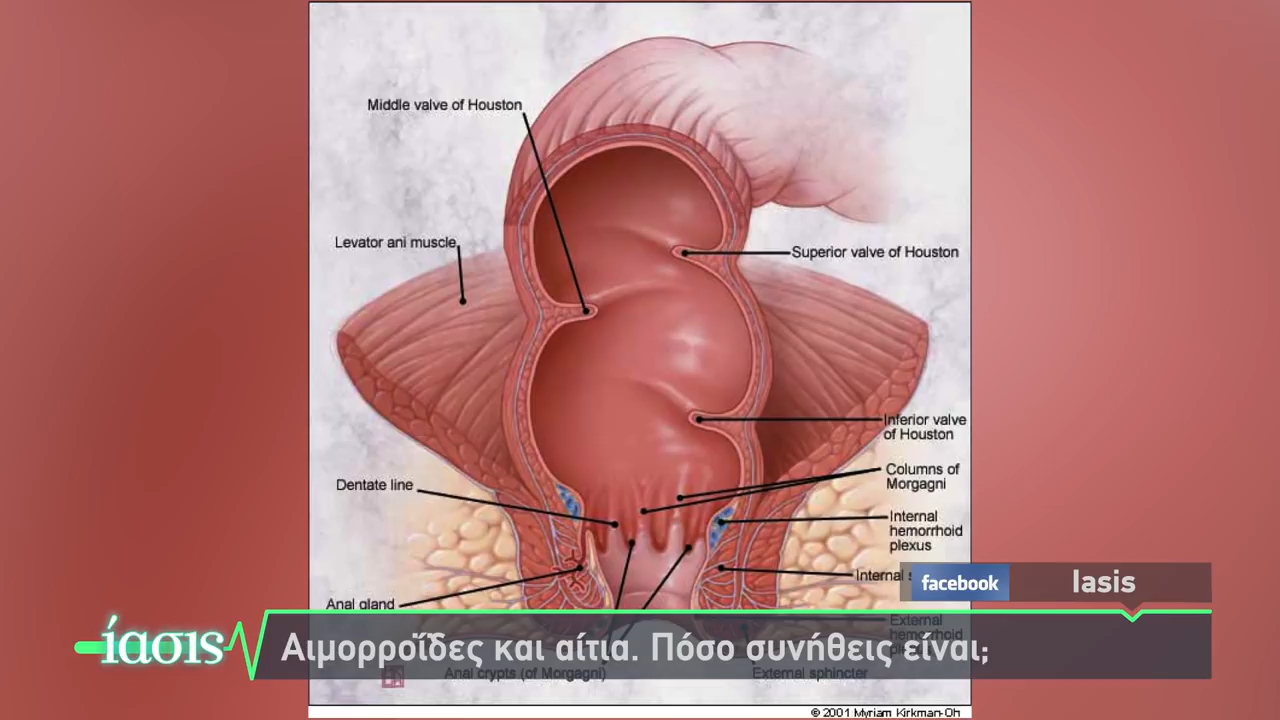 Middle valve of Houston
Levator ani muscle
Superior valve of Houston
Inferior valve
of Houston
Columns of
Morgagni
Dentate line
Internal
hemorrhoid
plexus
Internal
facebook
Iasis
Anal gland
External
hemorrhoid
ίασις
Αιμορροΐδες και αίτια. Πόσο συνήθεις είναι;
Anal crypts (of Morgagni)
External sphincter
© 2001 Myriam Kirkman-Oh